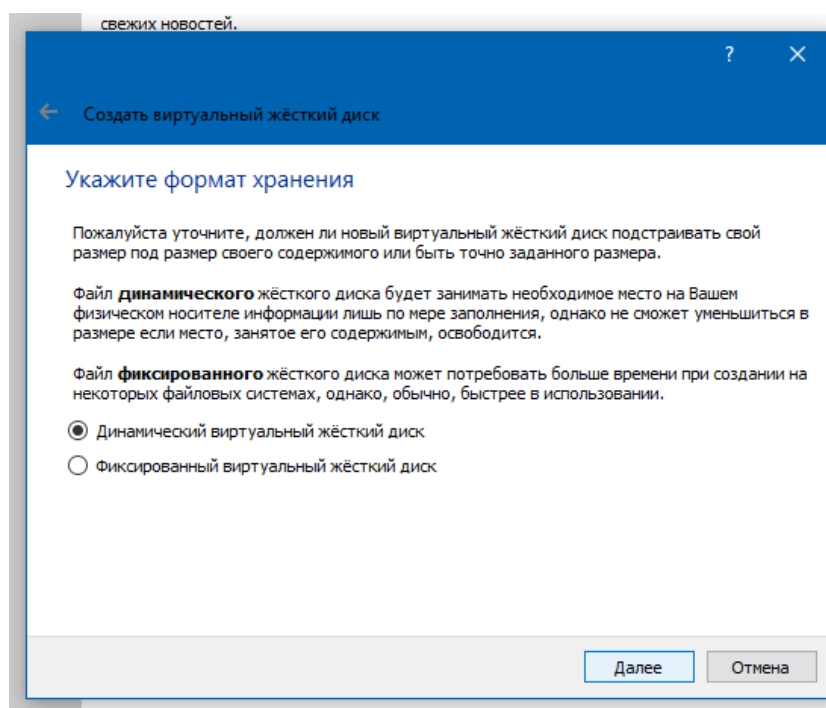 свежих новостей.
?
Создать виртуальный жёсткий диск
Укажите формат хранения
Пожалуйста уточните, должен ли новый виртуальный жёсткий диск подстраивать свой
размер под размер своего содержимого или быть точно заданного размера.
Файл динамического жёсткого диска будет занимать необходимое место на Вашем
физическом носителе информации лишь по мере заполнения, однако не сможет уменьшиться в
размере если место, занятое его содержимым, освободится.
Файл фиксированного жёсткого диска может потребовать больше времени при создании на
некоторых файловых системах, однако, обычно, быстрее в использовании.
Динамический виртуальный жёсткий диск
Фиксированный виртуальный жёсткий диск
Далее
Отмена